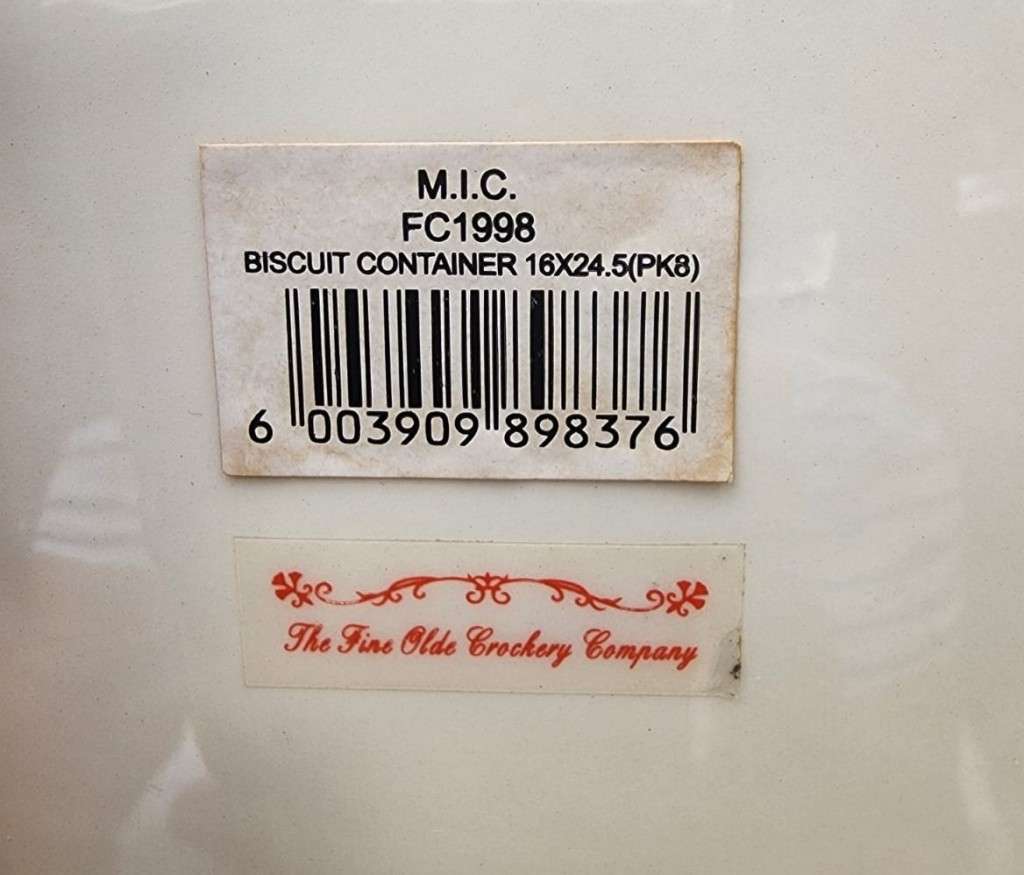 M.I.C.
FC1998
BISCUIT CONTAINER 16X24.5(PK8)
6 003909 898376
The Fine Olde Crockery Company